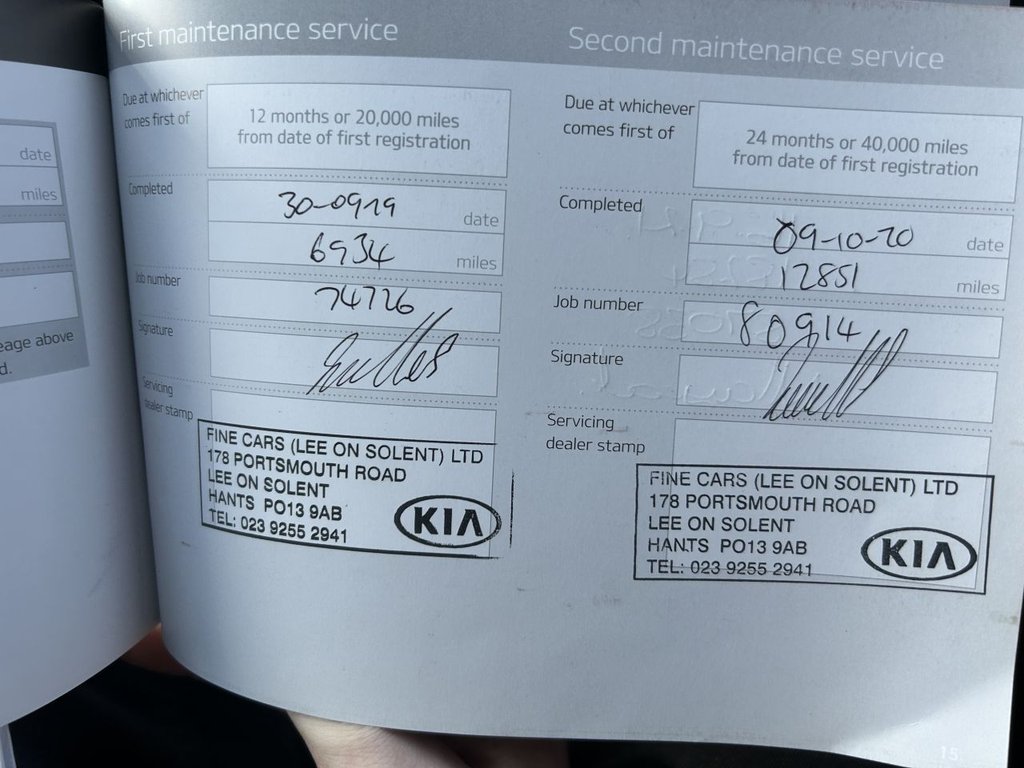 date
miles
eage above
d.
First maintenance service
Due at whichever
comes first of
12 months or 20,000 miles
from date of first registration
Completed
30-09-19
date
6934
miles
Job number
74726
Signature
Servicing
dealer stamp
FINE CARS (LEE ON SOLENT) LTD
178 PORTSMOUTH ROAD
LEE ON SOLENT
HANTS PO13 9AB
TEL: 023 9255 2941
KIA
Second maintenance service
Due at whichever
comes first of
24 months or 40,000 miles
from date of first registration
Completed
09-10-20
date
12851
miles
Job number
80914
Signature
Servicing
dealer stamp
FINE CARS (LEE ON SOLENT) LTD
178 PORTSMOUTH ROAD
LEE ON SOLENT
HANTS PO13 9AB
TEL: 023 9255 2941
KIA
15